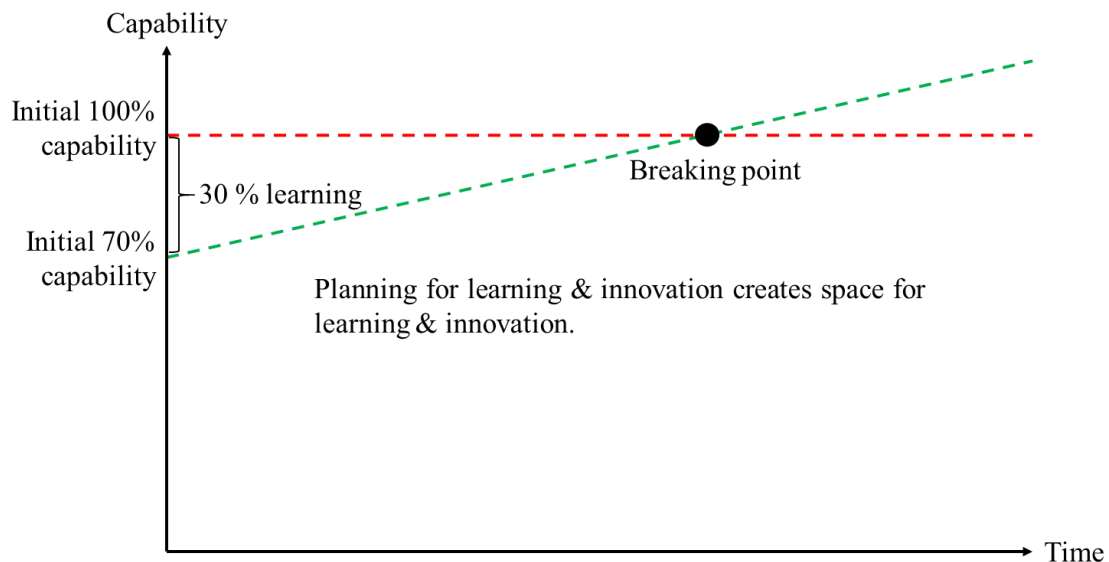 Capability
Initial 100%
capability
30 % learning
Breaking point
Initial 70%
capability
Planning for learning & innovation creates space for
learning & innovation.
Time